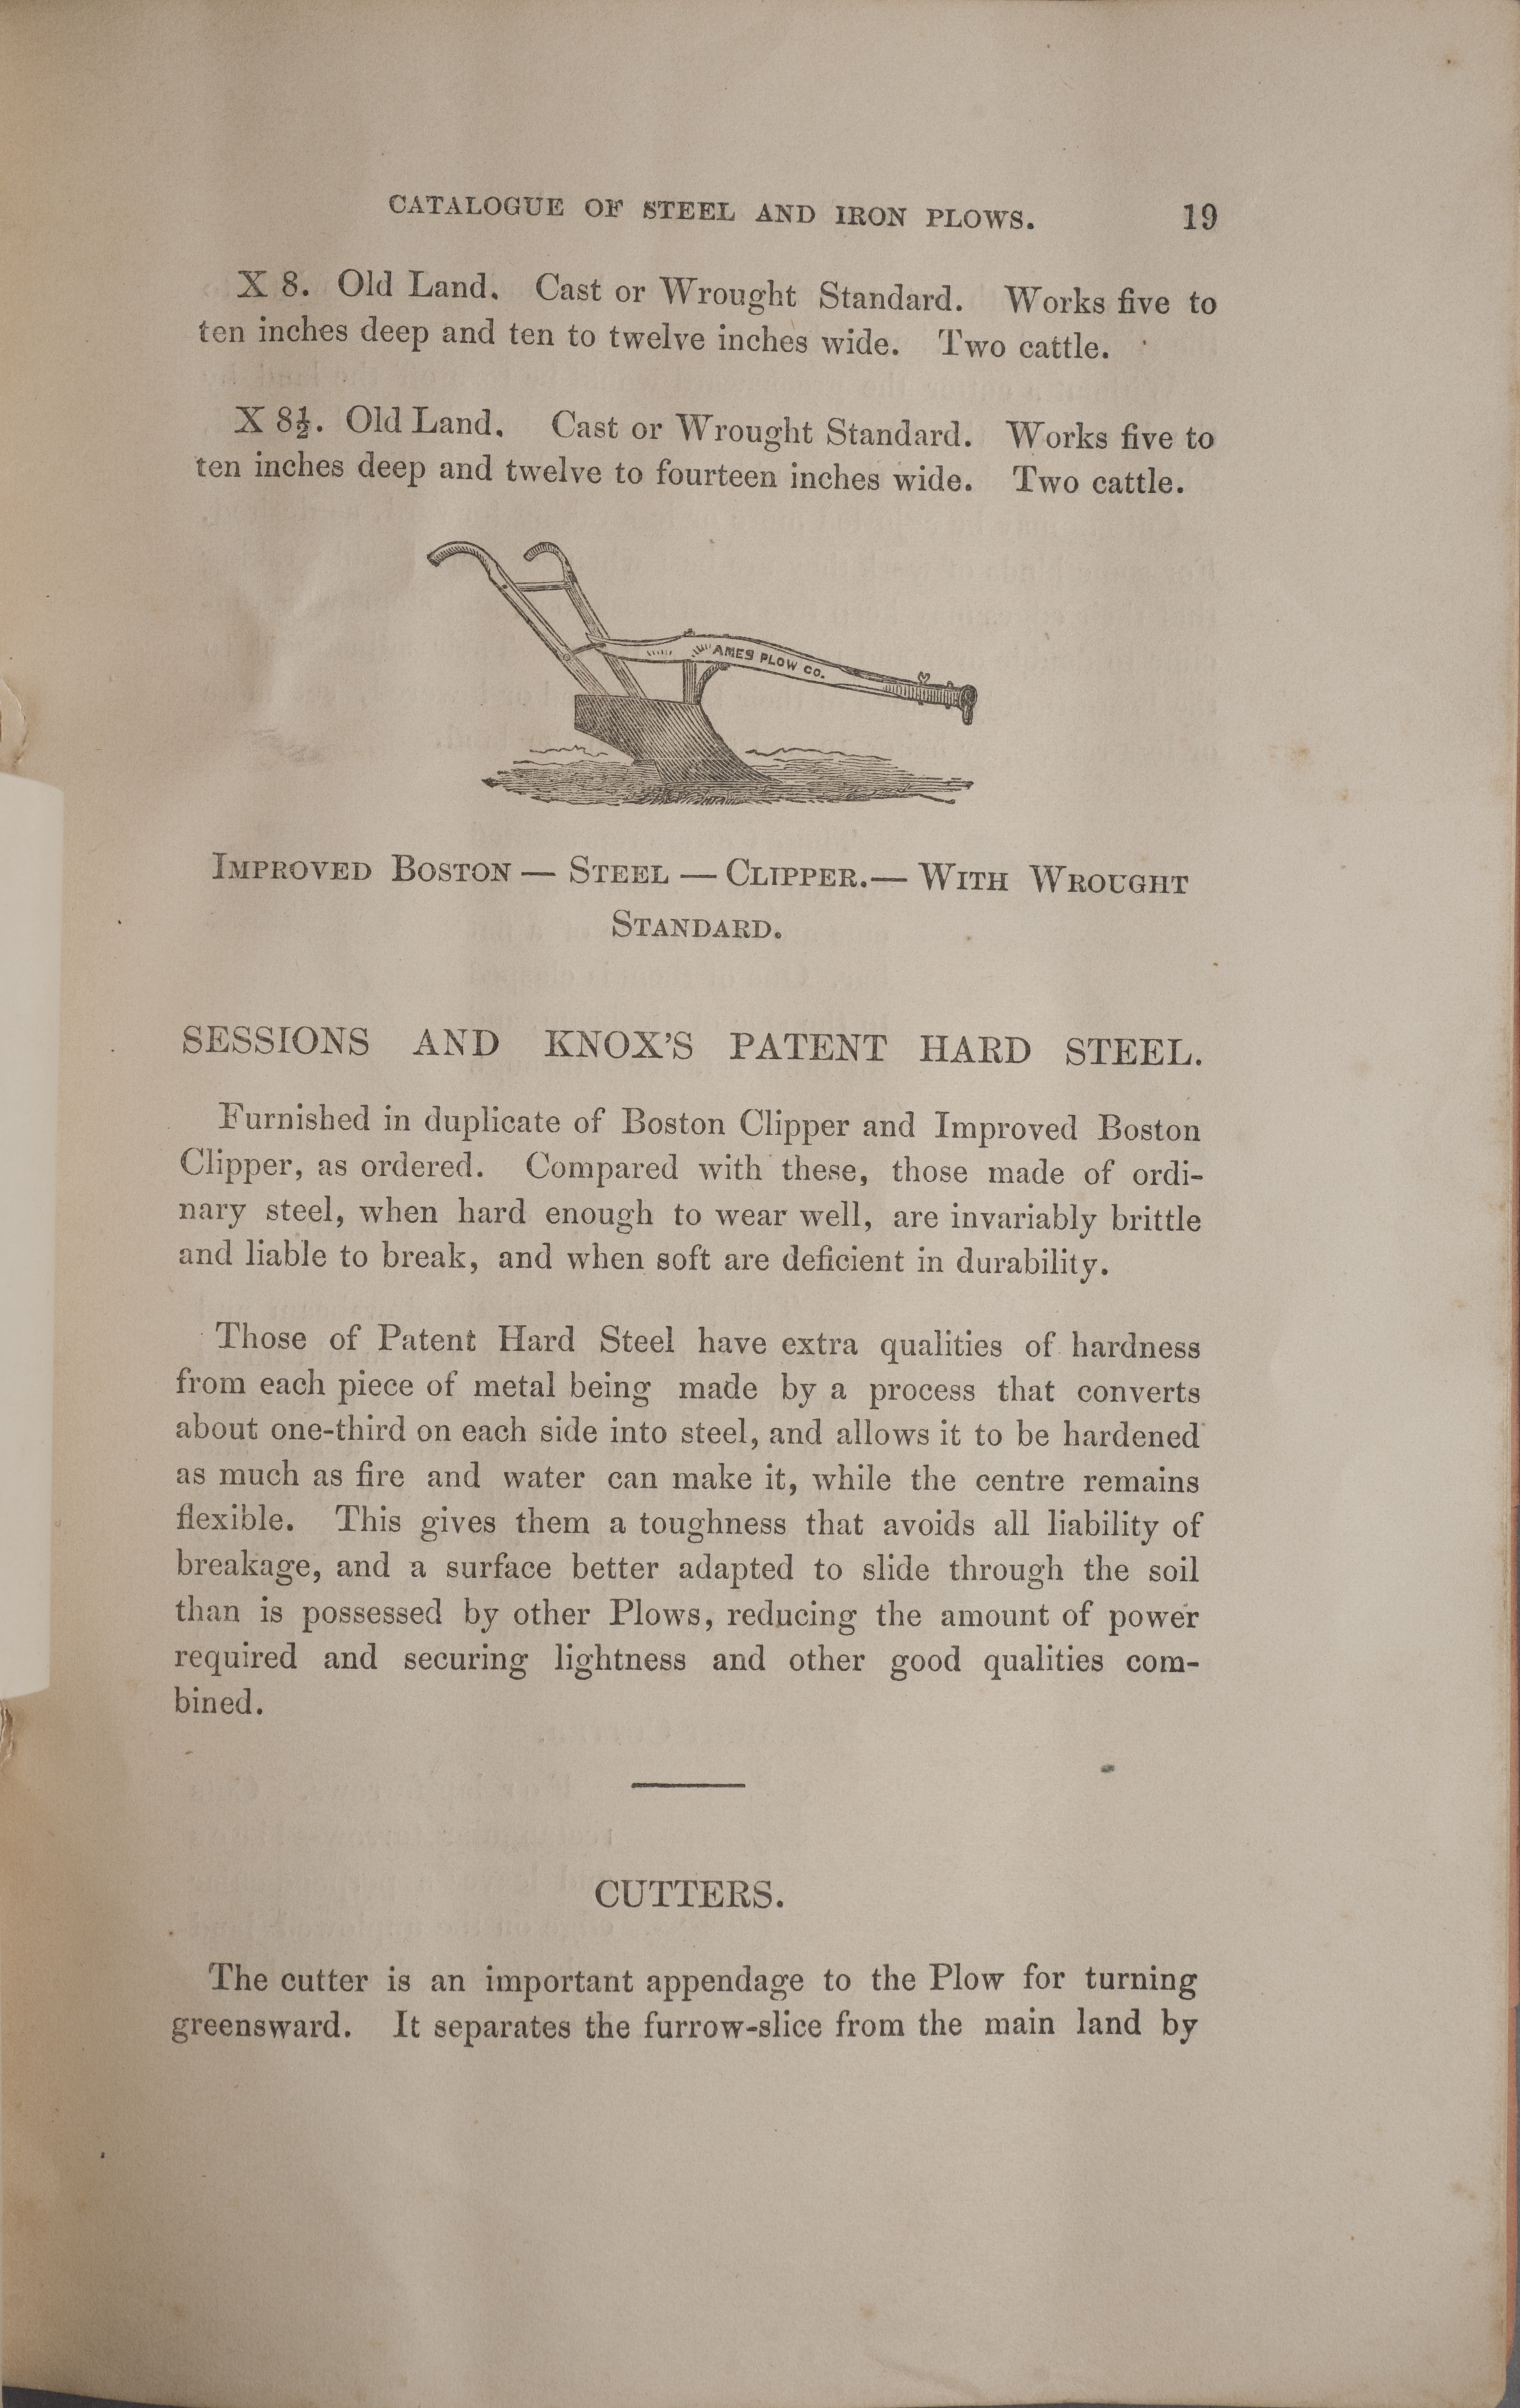 CATALOGUE OF STEEL AND IRON PLOWS. 19
X 8. Old Land. Cast or Wrought Standard. Works five to
ten inches deep and ten to twelve inches wide. Two cattle.
X 8½. Old Land. Cast or Wrought Standard. Works five to
ten inches deep and twelve to fourteen inches wide. Two cattle.
AMES PLOW CO.
IMPROVED BOSTON — STEEL — CLIPPER.— WITH WROUGHT
STANDARD.
SESSIONS AND KNOX'S PATENT HARD STEEL.
Furnished in duplicate of Boston Clipper and Improved Boston
Clipper, as ordered. Compared with these, those made of ordi-
nary steel, when hard enough to wear well, are invariably brittle
and liable to break, and when soft are deficient in durability.
Those of Patent Hard Steel have extra qualities of hardness
from each piece of metal being made by a process that converts
about one-third on each side into steel, and allows it to be hardened
as much as fire and water can make it, while the centre remains
flexible. This gives them a toughness that avoids all liability of
breakage, and a surface better adapted to slide through the soil
than is possessed by other Plows, reducing the amount of power
required and securing lightness and other good qualities com-
bined.
CUTTERS.
The cutter is an important appendage to the Plow for turning
greensward. It separates the furrow-slice from the main land by